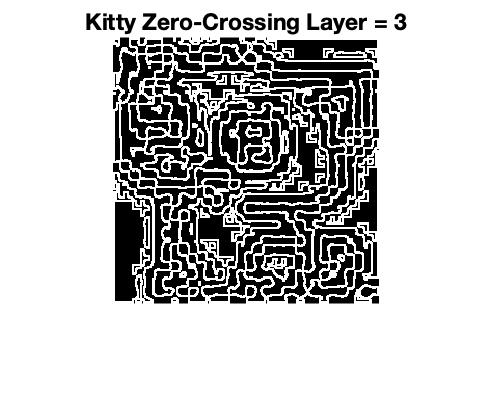 Kitty Zero-Crossing Layer = 3